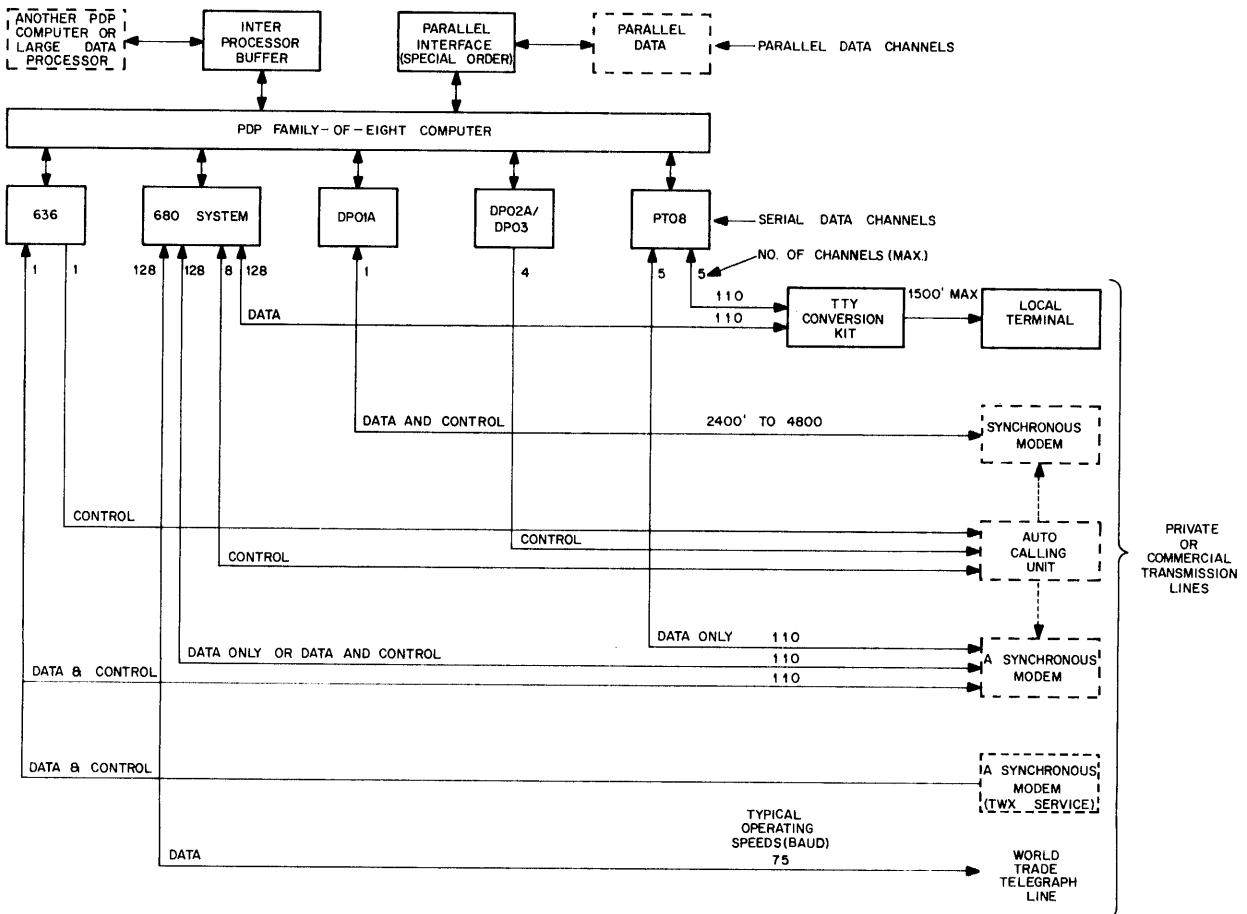 ANOTHER PDP
COMPUTER OR
LARGE DATA
PROCESSOR
INTER
PROCESSOR
BUFFER
PARALLEL
INTERFACE
(SPECIAL ORDER)
PARALLEL
DATA
PARALLEL DATA CHANNELS
PDP FAMILY-OF-EIGHT COMPUTER
636
680 SYSTEM
DP01A
DP02A/
DP03
PT08
SERIAL DATA CHANNELS
NO. OF CHANNELS (MAX.)
1 1 128 128 8 128 1 4 5 5
110
DATA 110
TTY
CONVERSION
KIT
1500' MAX
LOCAL
TERMINAL
DATA AND CONTROL 2400' TO 4800
SYNCHRONOUS
MODEM
CONTROL
CONTROL
CONTROL
AUTO
CALLING
UNIT
PRIVATE
OR
COMMERCIAL
TRANSMISSION
LINES
DATA ONLY 110
DATA ONLY OR DATA AND CONTROL 110
DATA & CONTROL 110
A SYNCHRONOUS
MODEM
DATA & CONTROL
A SYNCHRONOUS
MODEM
(TWX SERVICE)
TYPICAL
OPERATING
SPEEDS (BAUD)
DATA 75
WORLD
TRADE
TELEGRAPH
LINE